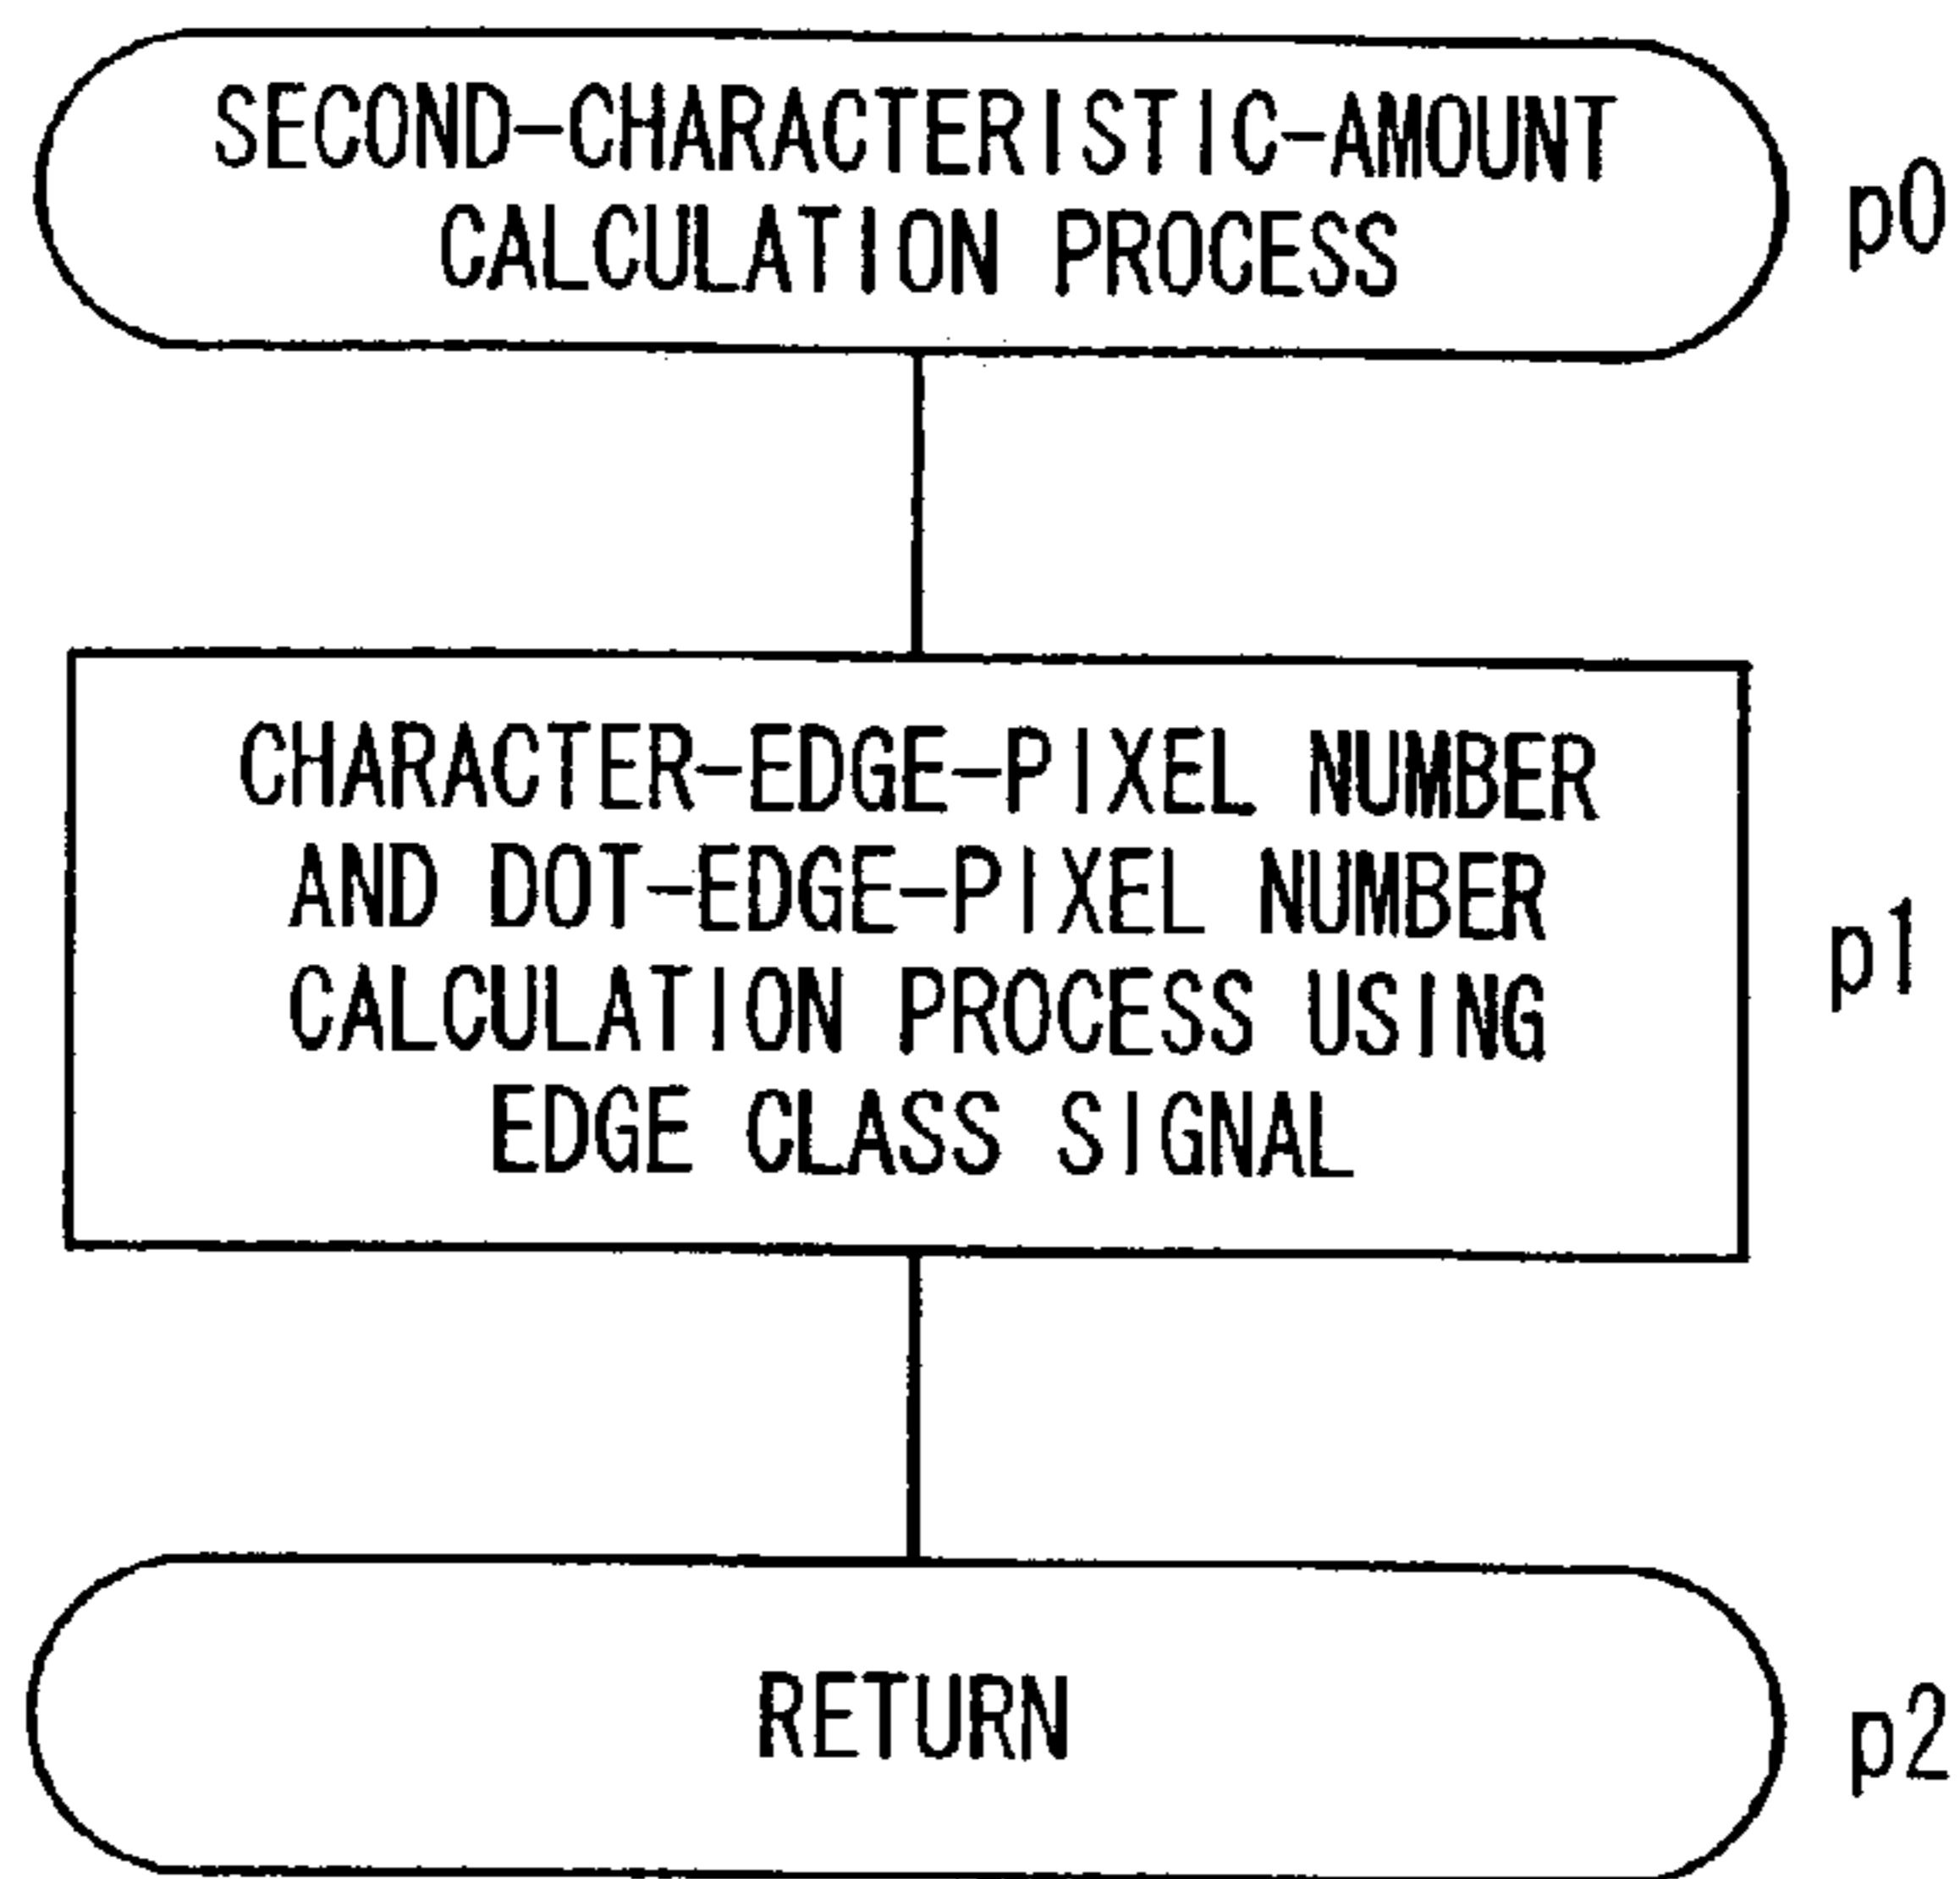 SECOND-CHARACTERISTIC-AMOUNT
CALCULATION PROCESS
p0
CHARACTER-EDGE-PIXEL NUMBER
AND DOT-EDGE-PIXEL NUMBER
CALCULATION PROCESS USING
EDGE CLASS SIGNAL
p1
RETURN
p2